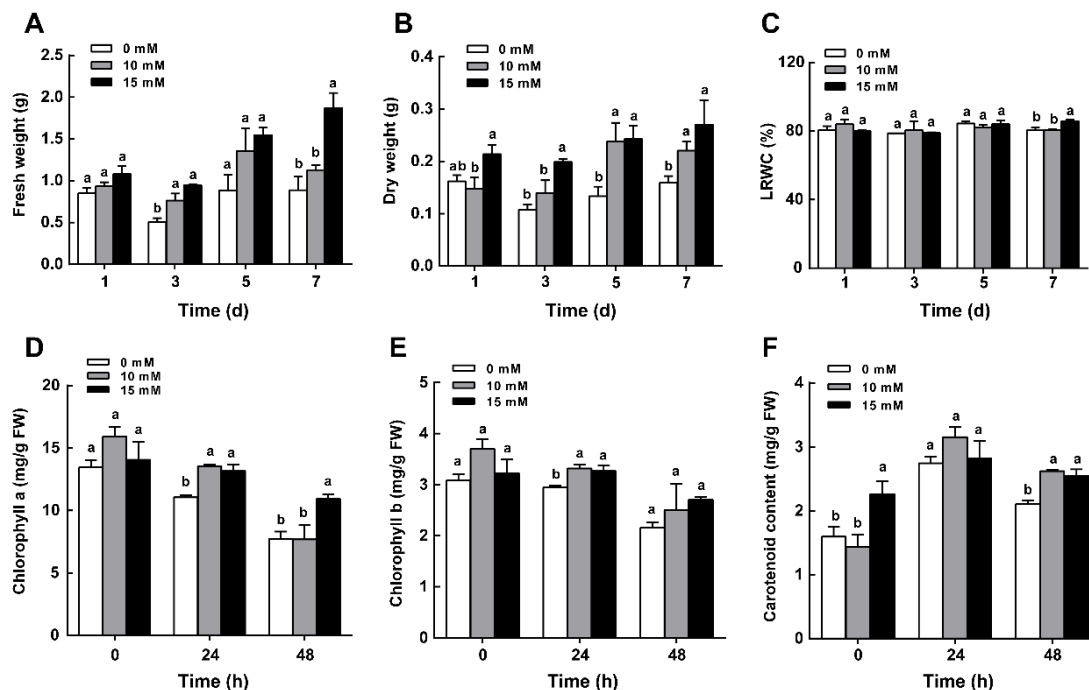 A
0 mM
10 mM
15 mM
Fresh weight (g)
2.5
2.0
1.5
1.0
0.5
0.0
a a a
b a a
a a a
b b a
1 3 5 7
Time (d)
B
0 mM
10 mM
15 mM
Dry weight (g)
0.4
0.3
0.2
0.1
0.0
ab b a
b b a
b a a
b a a
1 3 5 7
Time (d)
C
0 mM
10 mM
15 mM
LRWC (%)
120
80
40
0
a a a
a a a
a a a
b b a
1 3 5 7
Time (d)
D
0 mM
10 mM
15 mM
Chlorophyll a (mg/g FW)
20
15
10
5
0
a a a
b a a
b b a
0 24 48
Time (h)
E
0 mM
10 mM
15 mM
Chlorophyll b (mg/g FW)
5
4
3
2
1
0
a a a
b a a
a a a
0 24 48
Time (h)
F
0 mM
10 mM
15 mM
Carotenoid content (mg/g FW)
4
3
2
1
0
b b a
a a a
b a a
0 24 48
Time (h)